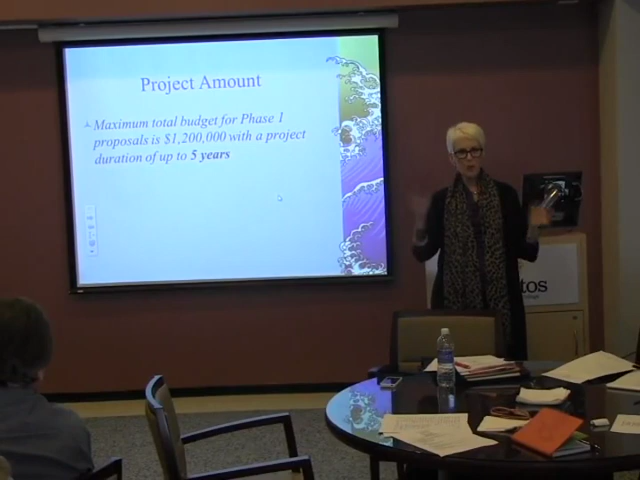 Project Amount
Maximum total budget for Phase 1
proposals is $1,200,000 with a project
duration of up to 5 years
tos